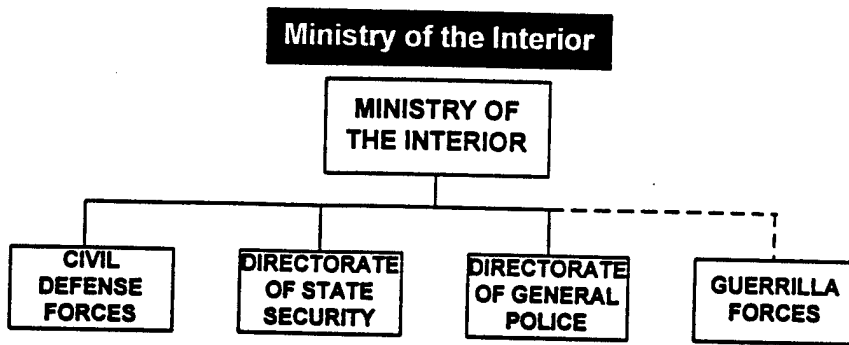 Ministry of the Interior
MINISTRY OF
THE INTERIOR
CIVIL
DEFENSE
FORCES
DIRECTORATE
OF STATE
SECURITY
DIRECTORATE
OF GENERAL
POLICE
GUERRILLA
FORCES